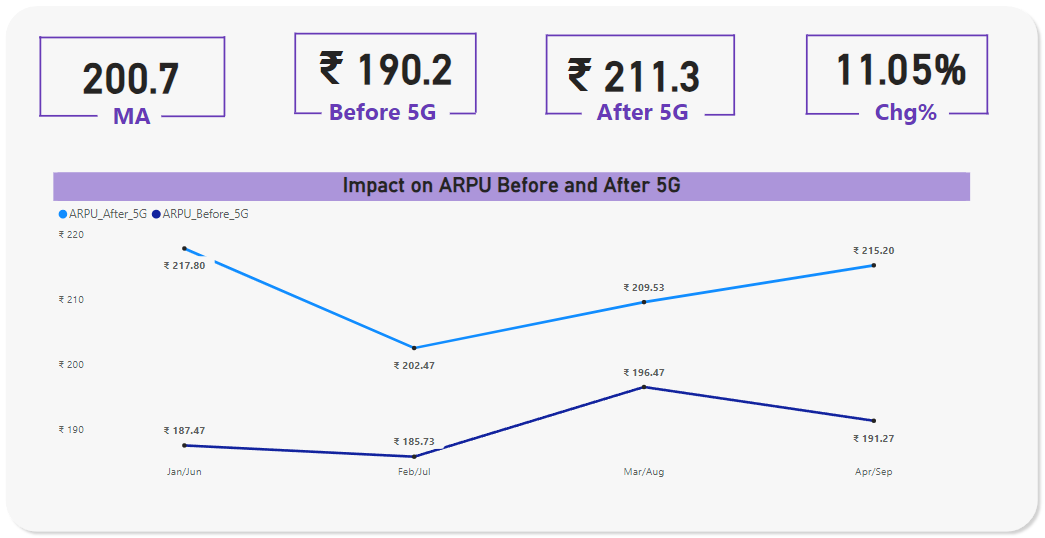 200.7
MA
₹ 190.2
Before 5G
₹ 211.3
After 5G
11.05%
Chg%
Impact on ARPU Before and After 5G
ARPU_After_5G ARPU_Before_5G
₹ 220
₹ 210
₹ 200
₹ 190
₹ 217.80
₹ 202.47
₹ 209.53
₹ 215.20
₹ 187.47
₹ 185.73
₹ 196.47
₹ 191.27
Jan/Jun Feb/Jul Mar/Aug Apr/Sep